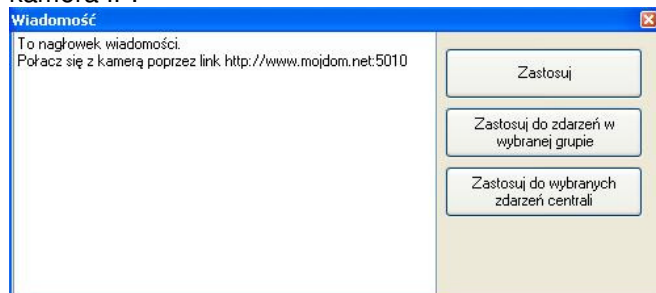 Wiadomość
To nagłowek wiadomości.
Połacz się z kamerą poprzez link http://www.mojdom.net:5010
Zastosuj
Zastosuj do zdarzeń w
wybranej grupie
Zastosuj do wybranych
zdarzeń centrali